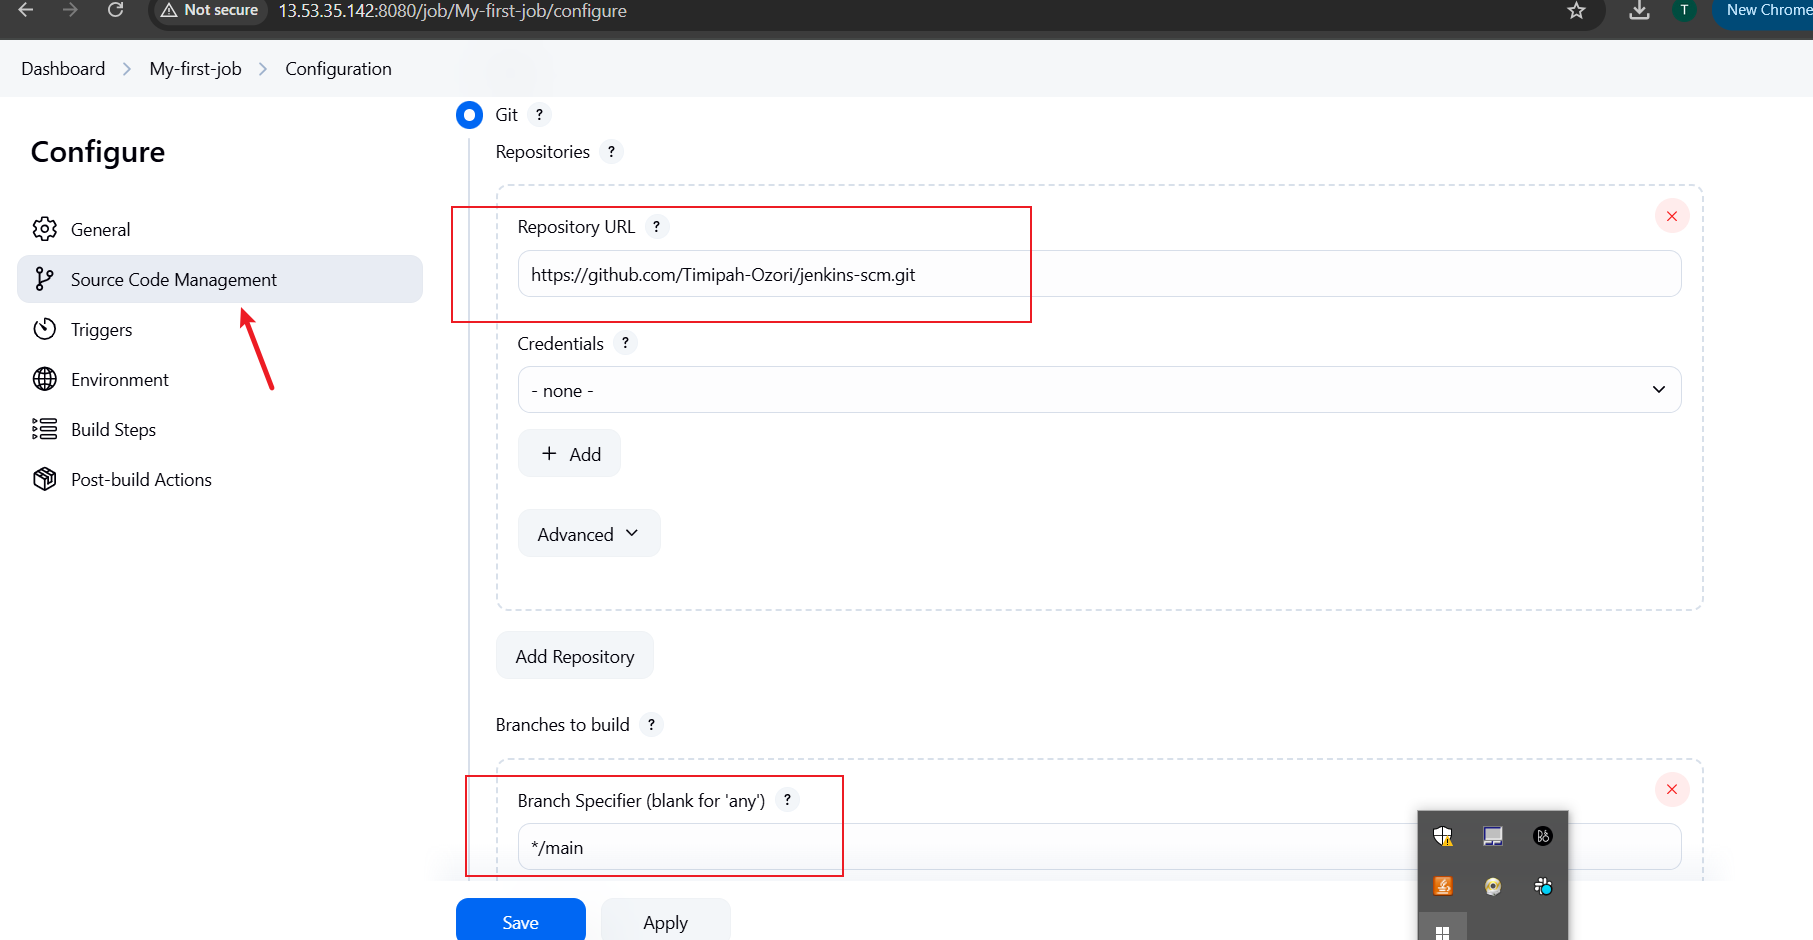 Not secure 13.53.35.142:8080/job/My-first-job/configure T New Chrome
Dashboard My-first-job Configuration
Configure
General
Source Code Management
Triggers
Environment
Build Steps
Post-build Actions
Git ?
Repositories ?
Repository URL ?
https://github.com/Timipah-Ozori/jenkins-scm.git
Credentials ?
- none -
+ Add
Advanced
Add Repository
Branches to build ?
Branch Specifier (blank for 'any') ?
*/main
Save Apply